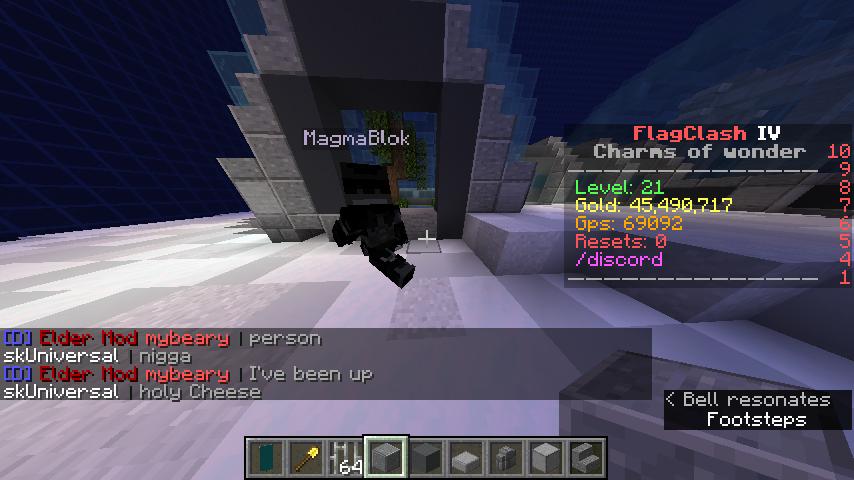 MagmaBlok
FlagClash IV
Charms of wonder 10
9
Level: 21 8
Gold: 45,490,717 7
Gps: 69092 6
Resets: 0 5
/discord 4
1
[D] Elder Mod mybeary | person
skUniversal | nigga
[D] Elder Mod mybeary | I've been up
skUniversal | holy Cheese
< Bell resonates
Footsteps
64